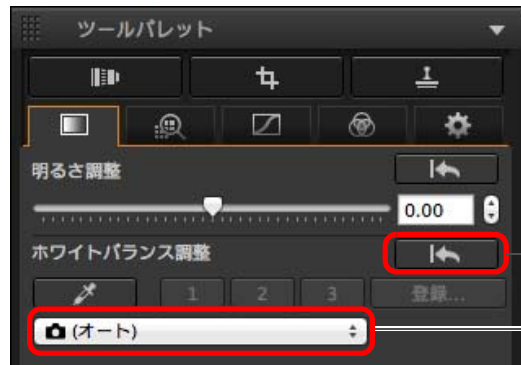 ツールパレット
明るさ調整
0.00
ホワイトバランス調整
1 2 3 登録...
(オート)